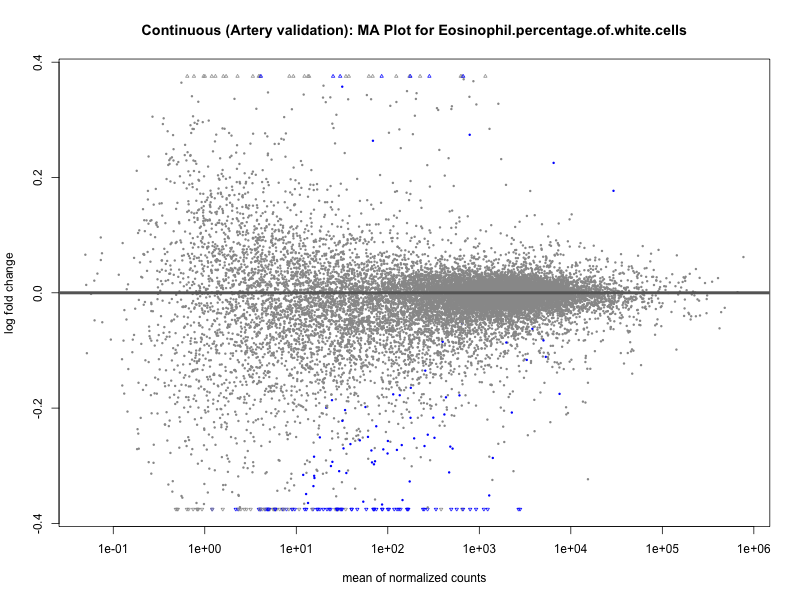 Continuous (Artery validation): MA Plot for Eosinophil.percentage.of.white.cells
log fold change
0.4
0.2
0.0
-0.2
-0.4
1e-01 1e+00 1e+01 1e+02 1e+03 1e+04 1e+05 1e+06
mean of normalized counts